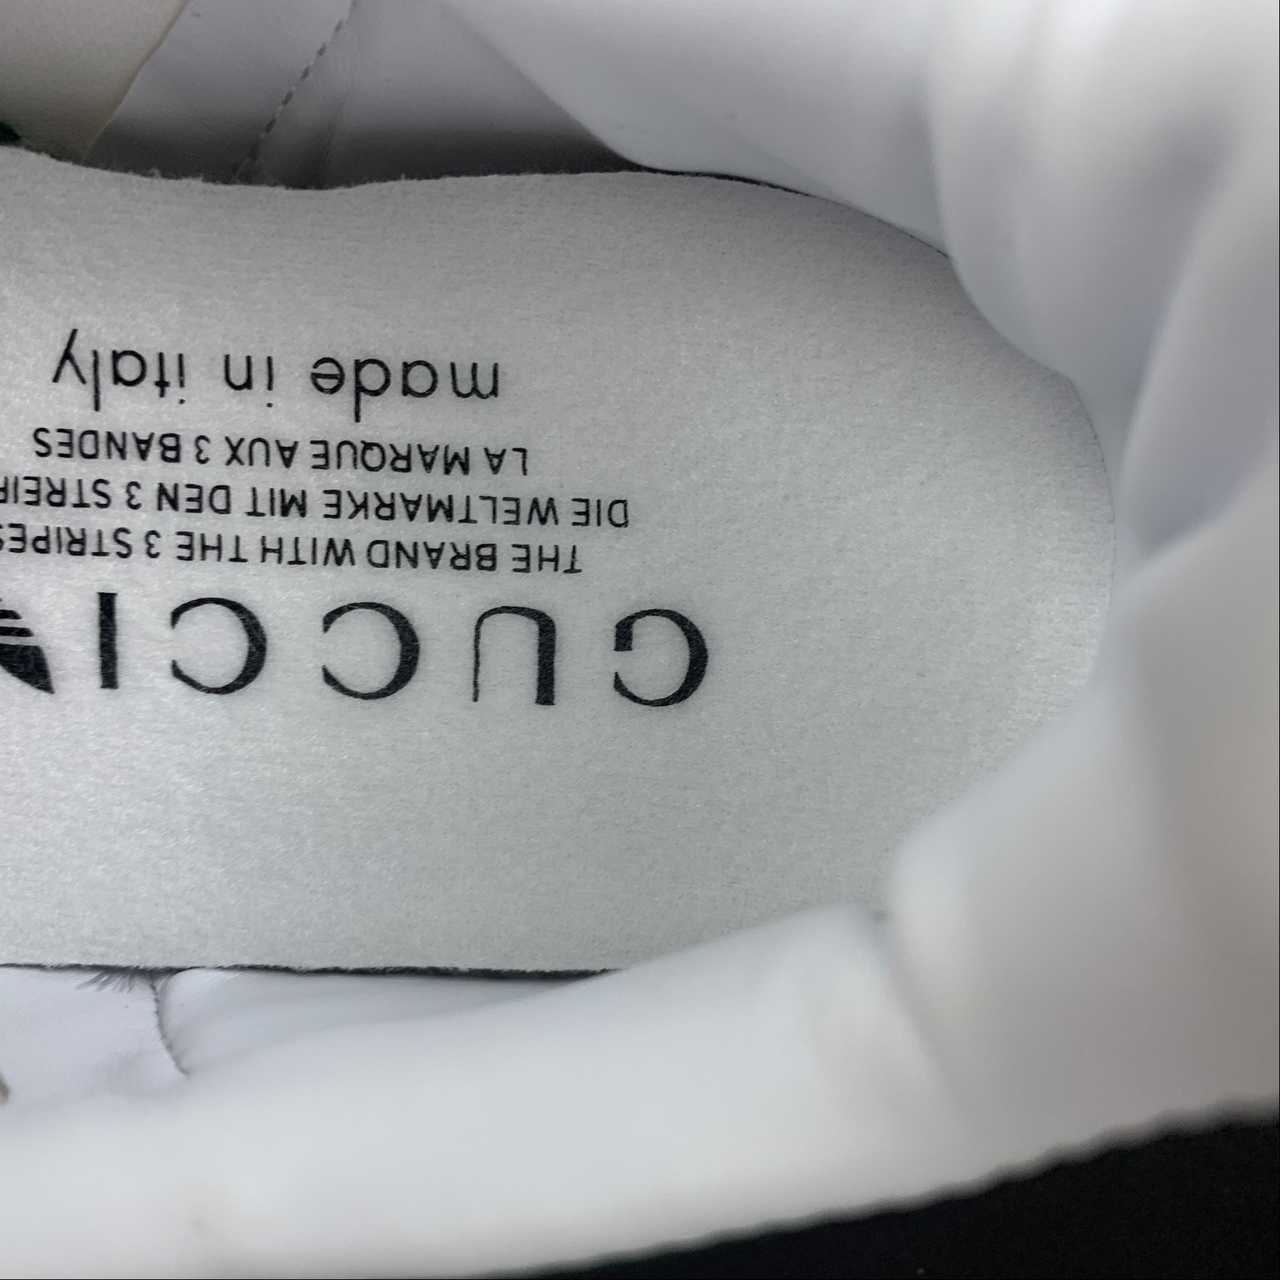 GUCCI
THE BRAND WITH THE 3 STRIPES
DIE WELTMARKE MIT DEN 3
LA MARQUE AUX 3 BANDES
made in italy